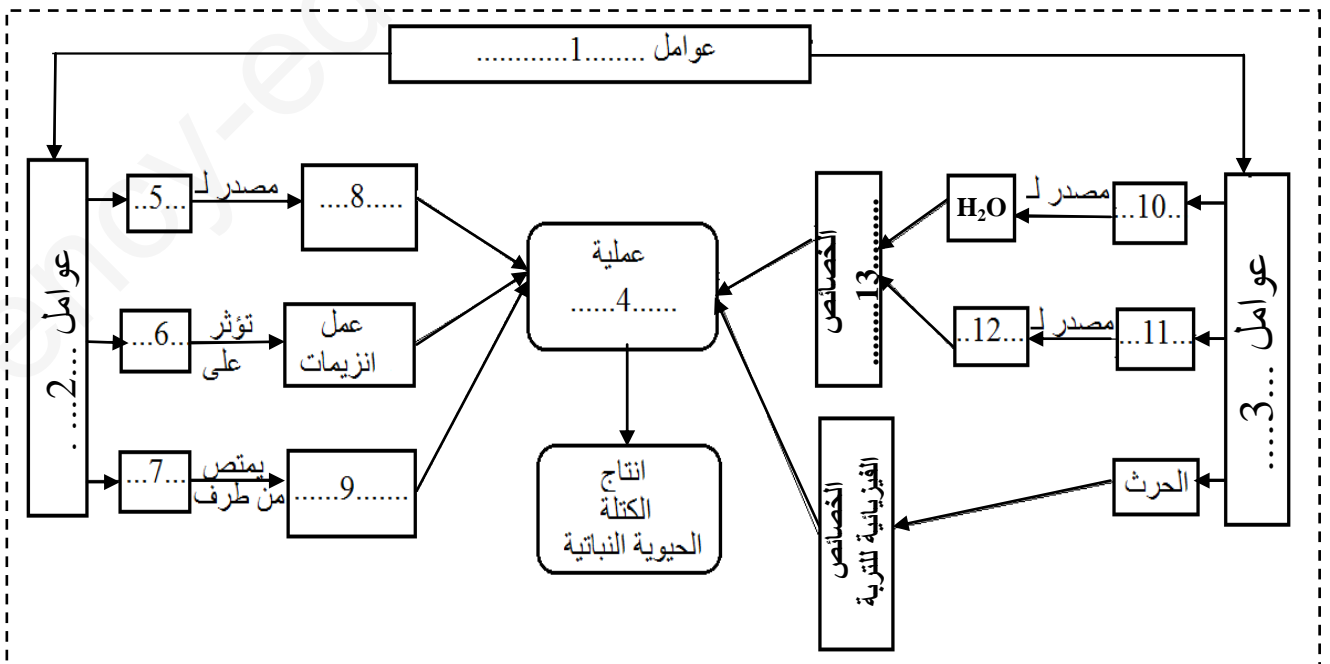 عوامل ........1............
عوامل ...3.....
...10..
مصدر لـ
H₂O
...11...
مصدر لـ
..12...
الحرث
الخصائص ........13........
الخصائص
الفيزيائية للتربة
عملية
......4......
انتاج
الكتلة
الحيوية النباتية
....8.....
مصدر لـ
..5...
عمل
انزيمات
تؤثر
على
...6..
......9.......
يمتص
من طرف
...7...
عوامل ...2.....